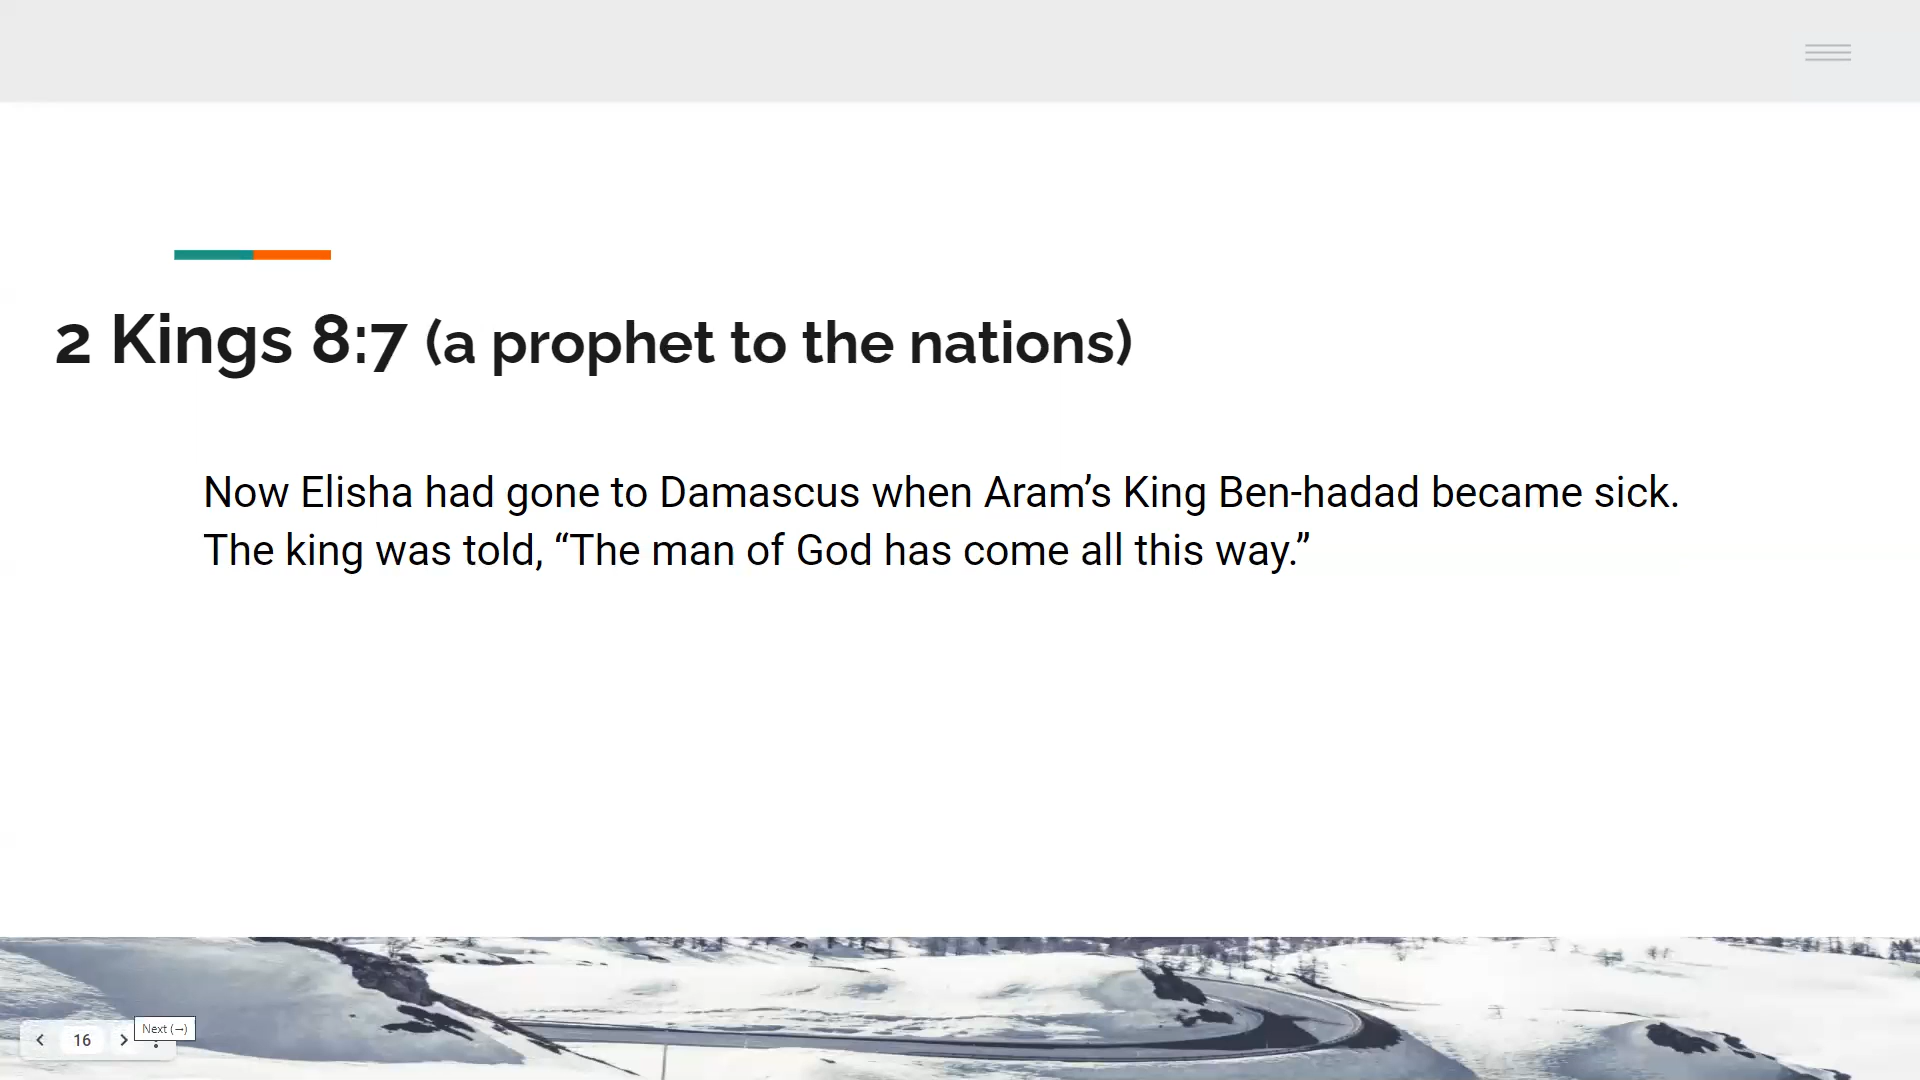 2 Kings 8:7 (a prophet to the nations)
Now Elisha had gone to Damascus when Aram’s King Ben-hadad became sick.
The king was told, “The man of God has come all this way.”
16
Next (→)